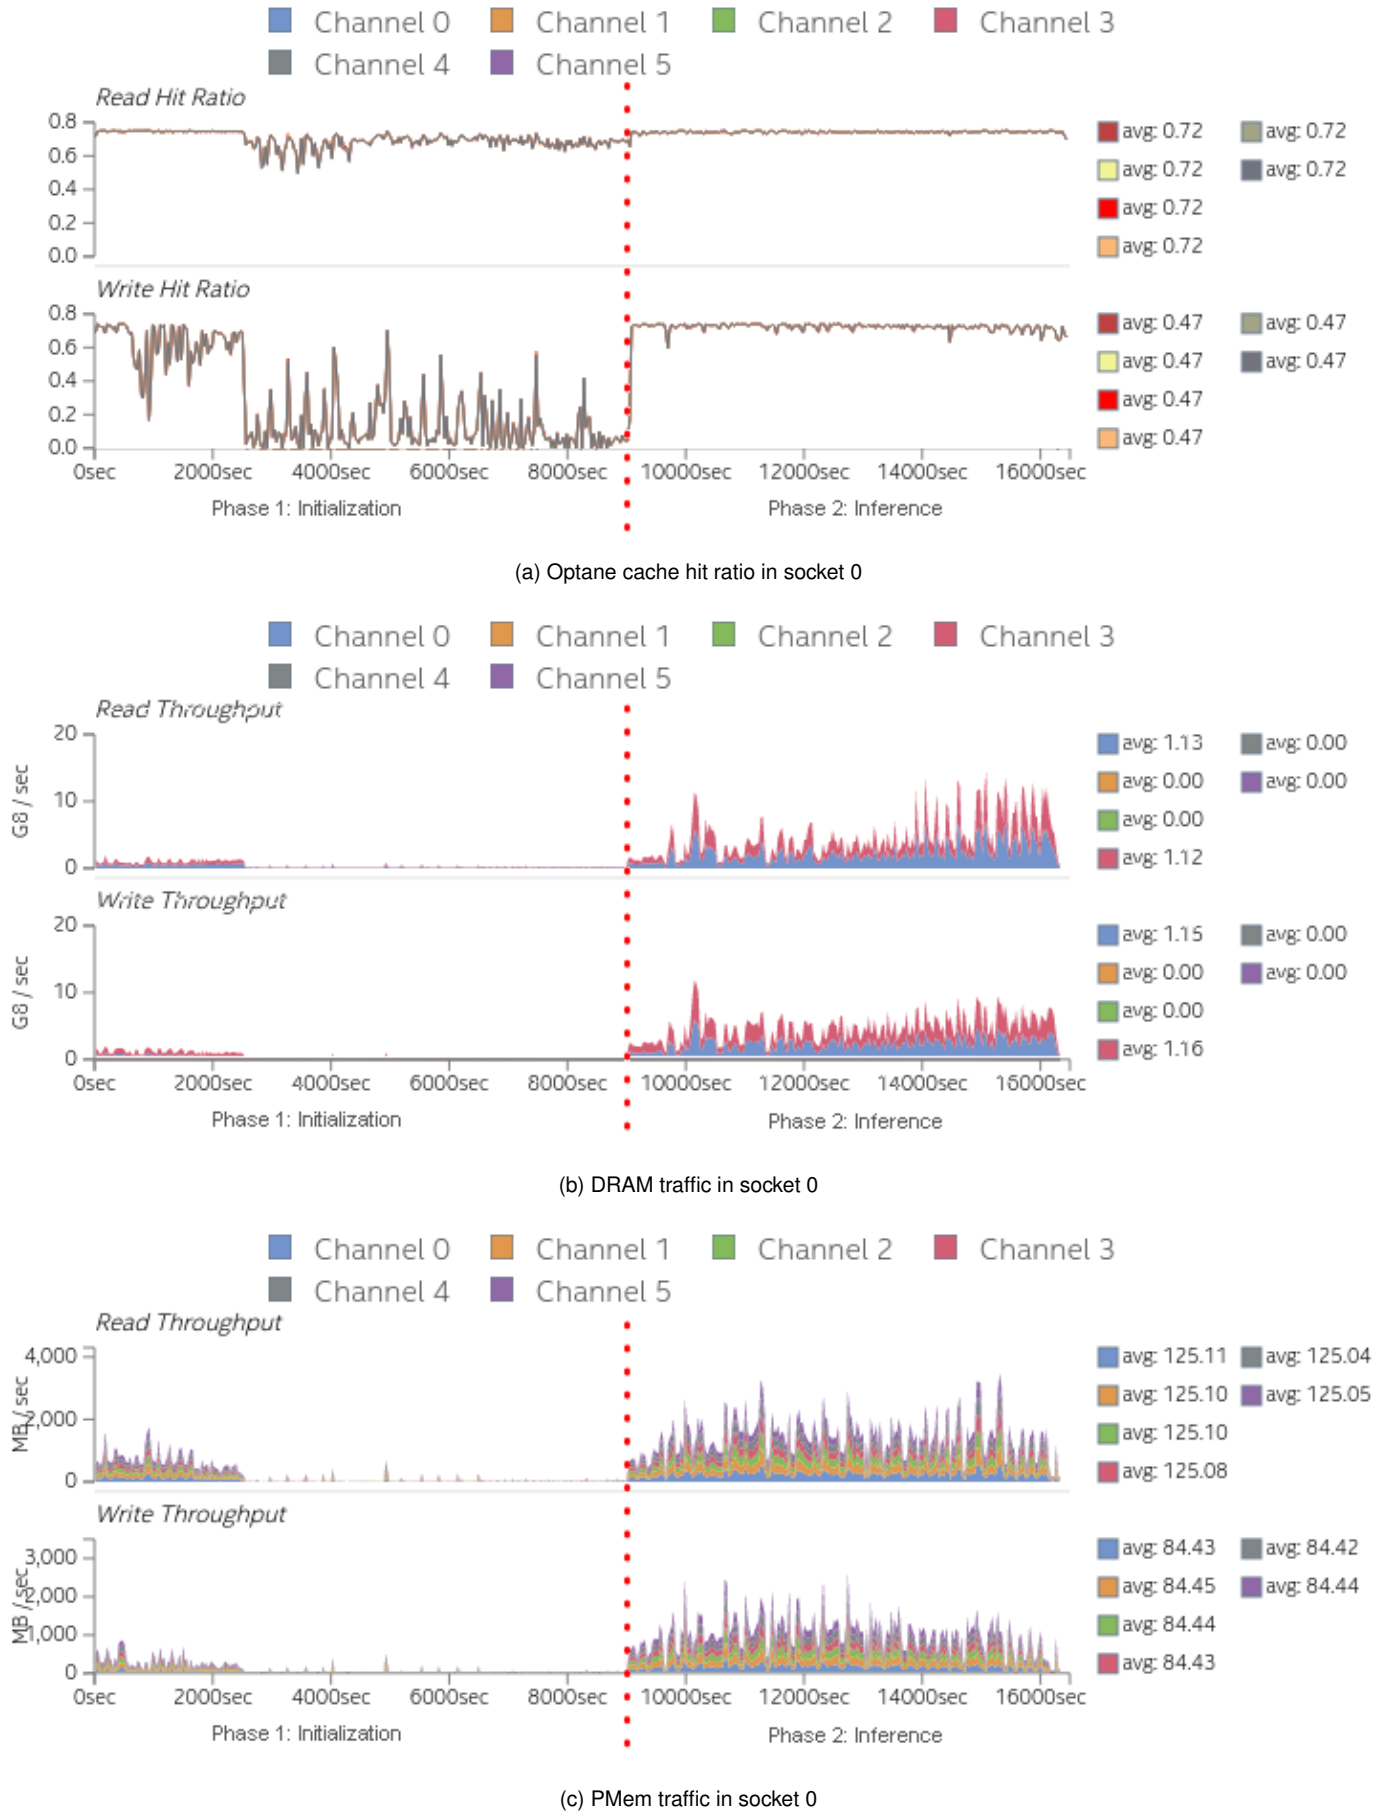 Channel 0 Channel 1 Channel 2 Channel 3
Channel 4 Channel 5
Read Hit Ratio
0.8
0.6
0.4
0.2
0.0
avg: 0.72 avg: 0.72
avg: 0.72 avg: 0.72
avg: 0.72
avg: 0.72
Write Hit Ratio
0.8
0.6
0.4
0.2
0.0
avg: 0.47 avg: 0.47
avg: 0.47 avg: 0.47
avg: 0.47
avg: 0.47
0sec 2000sec 4000sec 6000sec 8000sec 10000sec 12000sec 14000sec 16000sec
Phase 1: Initialization Phase 2: Inference
(a) Optane cache hit ratio in socket 0
Channel 0 Channel 1 Channel 2 Channel 3
Channel 4 Channel 5
Read Throughput
G8 / sec
20
10
0
avg: 1.13 avg: 0.00
avg: 0.00 avg: 0.00
avg: 0.00
avg: 1.12
Write Throughput
G8 / sec
20
10
0
avg: 1.15 avg: 0.00
avg: 0.00 avg: 0.00
avg: 0.00
avg: 1.16
0sec 2000sec 4000sec 6000sec 8000sec 10000sec 12000sec 14000sec 16000sec
Phase 1: Initialization Phase 2: Inference
(b) DRAM traffic in socket 0
Channel 0 Channel 1 Channel 2 Channel 3
Channel 4 Channel 5
Read Throughput
MB / sec
4,000
2,000
0
avg: 125.11 avg: 125.04
avg: 125.10 avg: 125.05
avg: 125.10
avg: 125.08
Write Throughput
MB / sec
3,000
2,000
1,000
0
avg: 84.43 avg: 84.42
avg: 84.45 avg: 84.44
avg: 84.44
avg: 84.43
0sec 2000sec 4000sec 6000sec 8000sec 10000sec 12000sec 14000sec 16000sec
Phase 1: Initialization Phase 2: Inference
(c) PMem traffic in socket 0